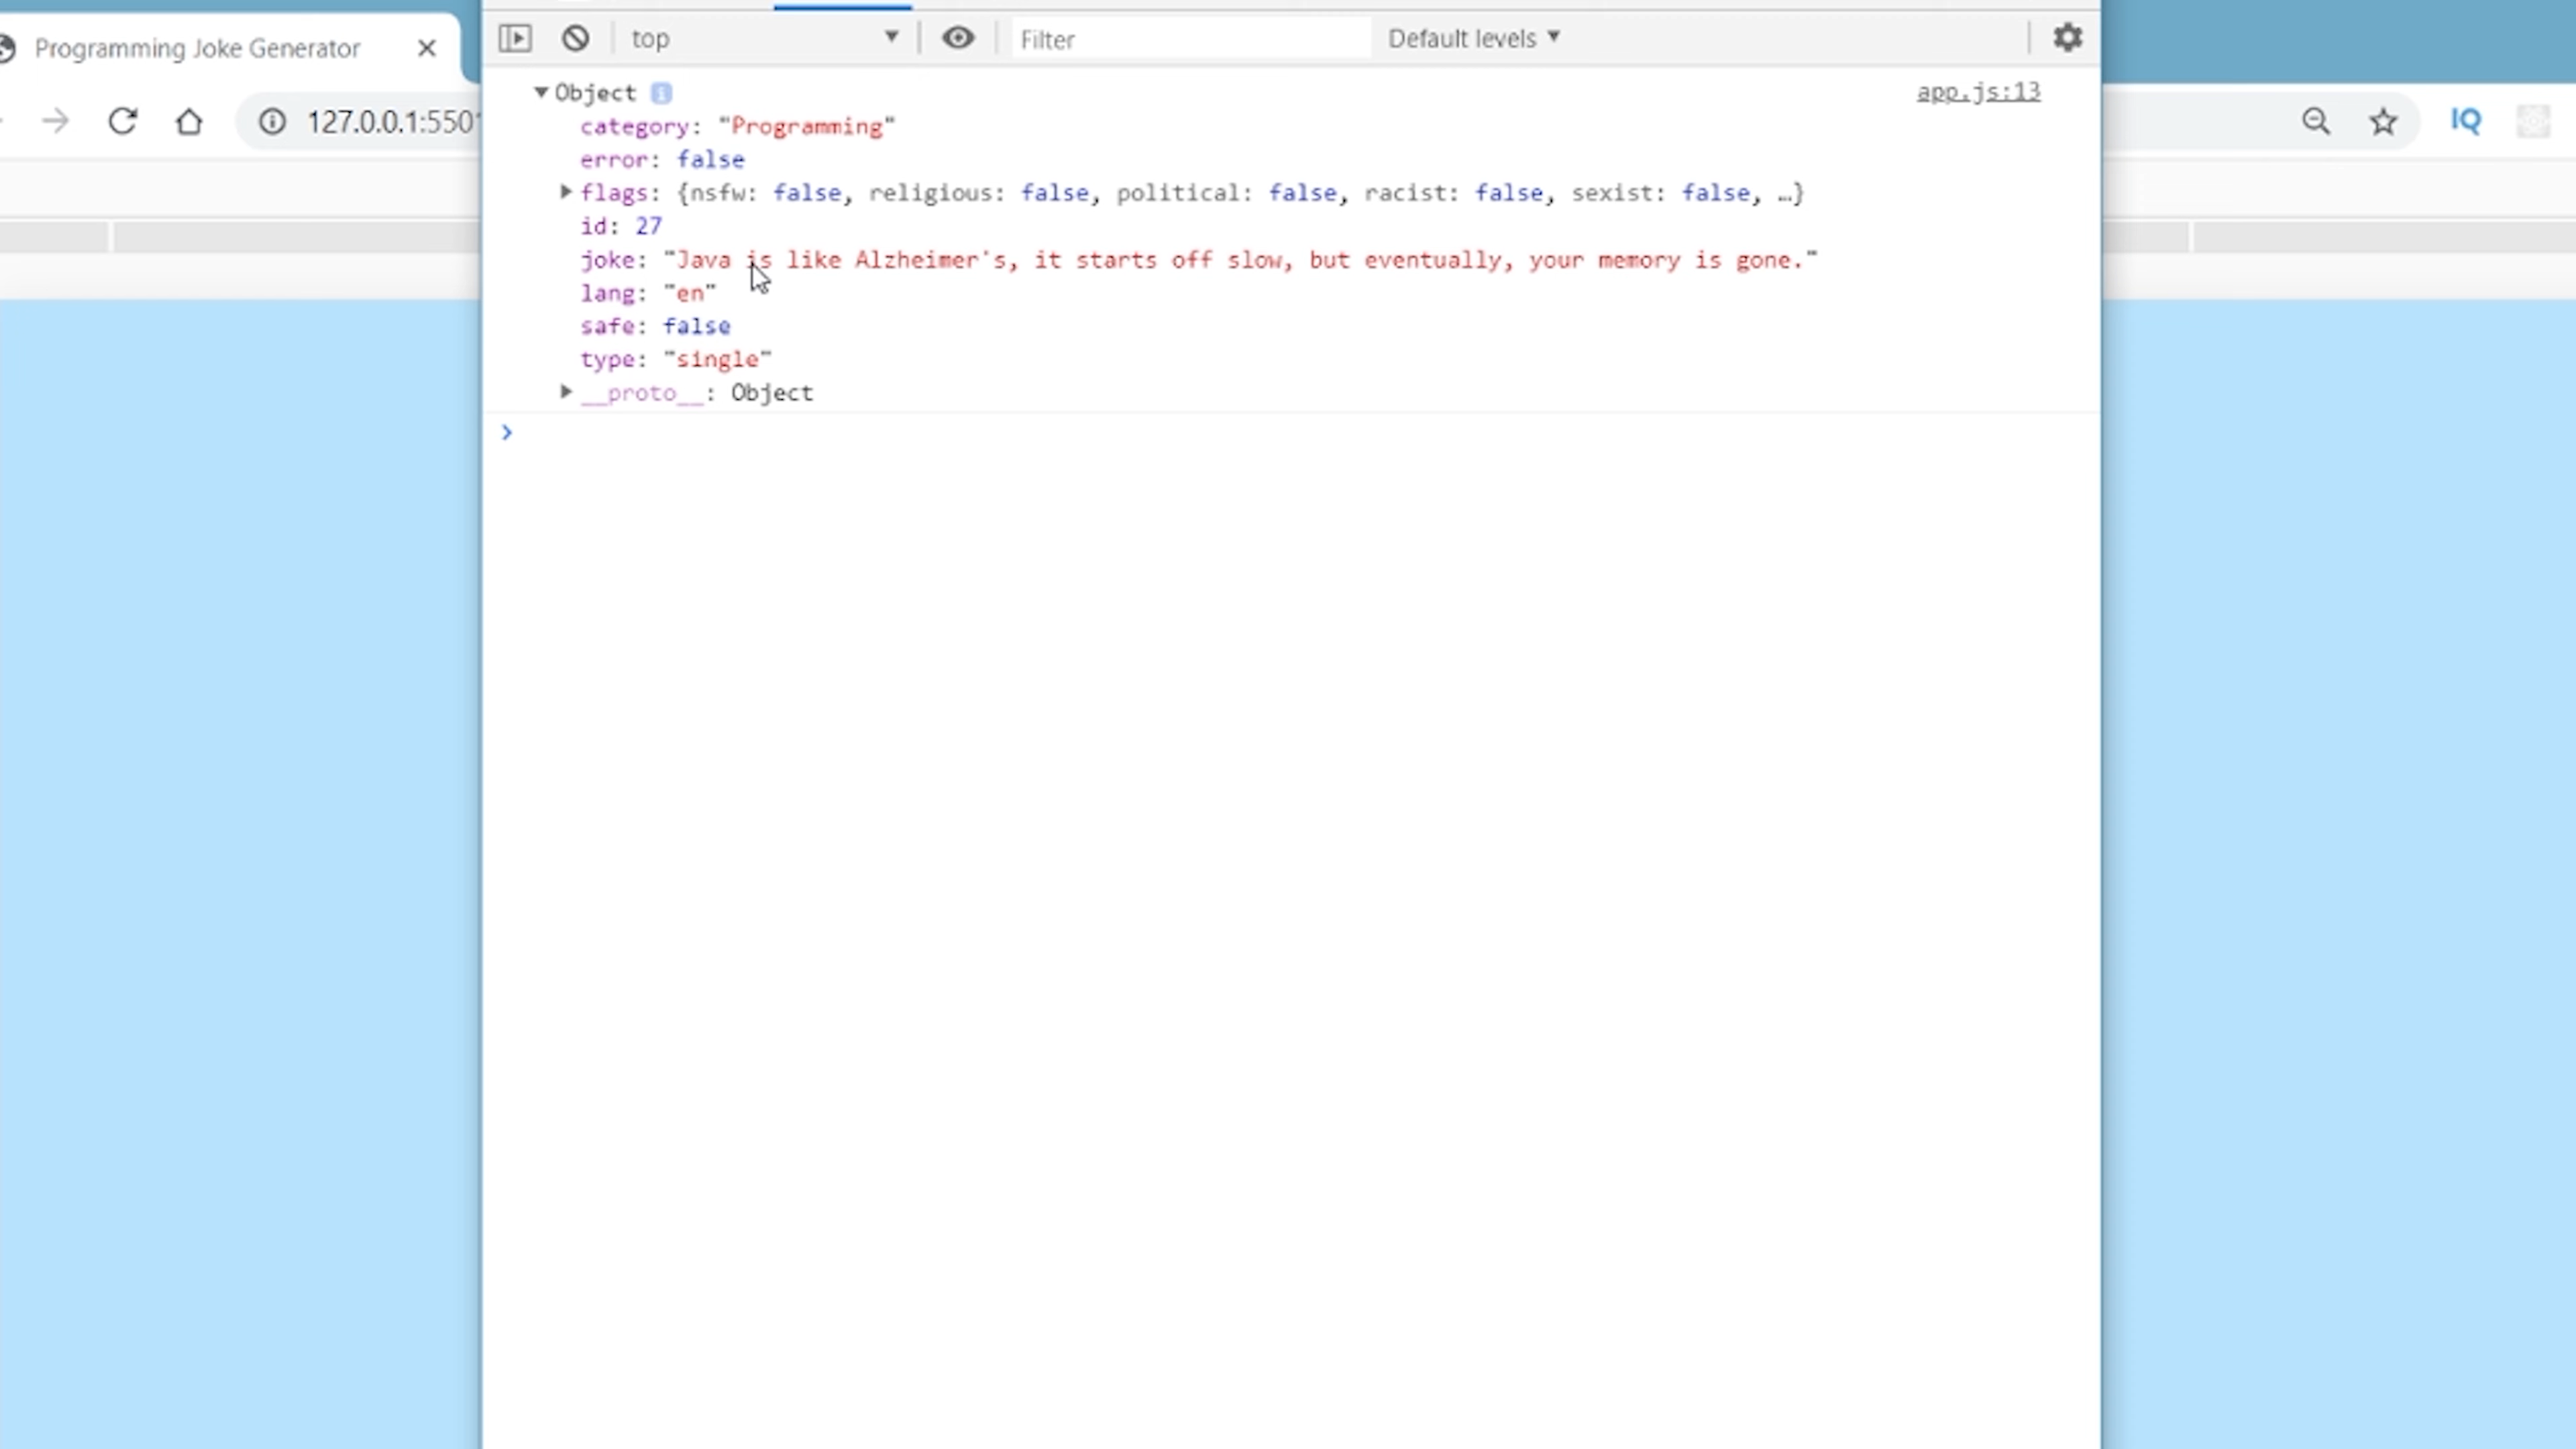 Programming Joke Generator
top
Filter
Default levels
127.0.0.1:550
IQ
Object
app.js:13
category: "Programming"
error: false
flags: {nsfw: false, religious: false, political: false, racist: false, sexist: false, …}
id: 27
joke: "Java is like Alzheimer's, it starts off slow, but eventually, your memory is gone."
lang: "en"
safe: false
type: "single"
__proto__: Object